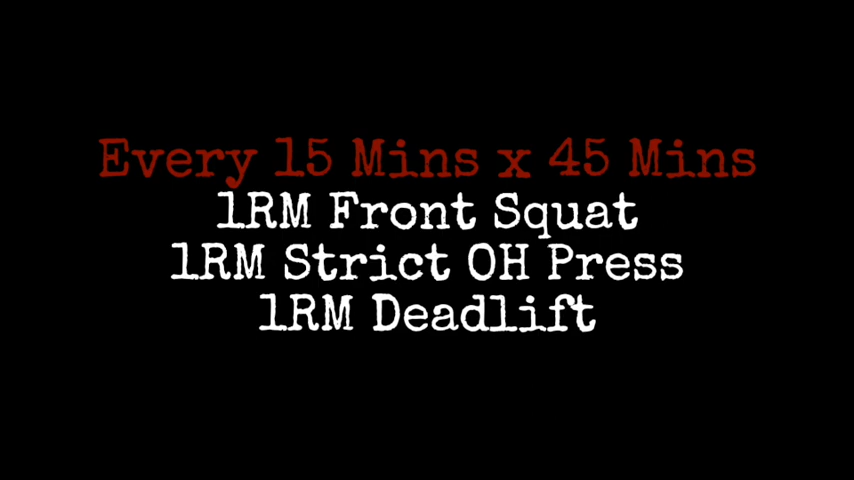 Every 15 Mins x 45 Mins
1RM Front Squat
1RM Strict OH Press
1RM Deadlift